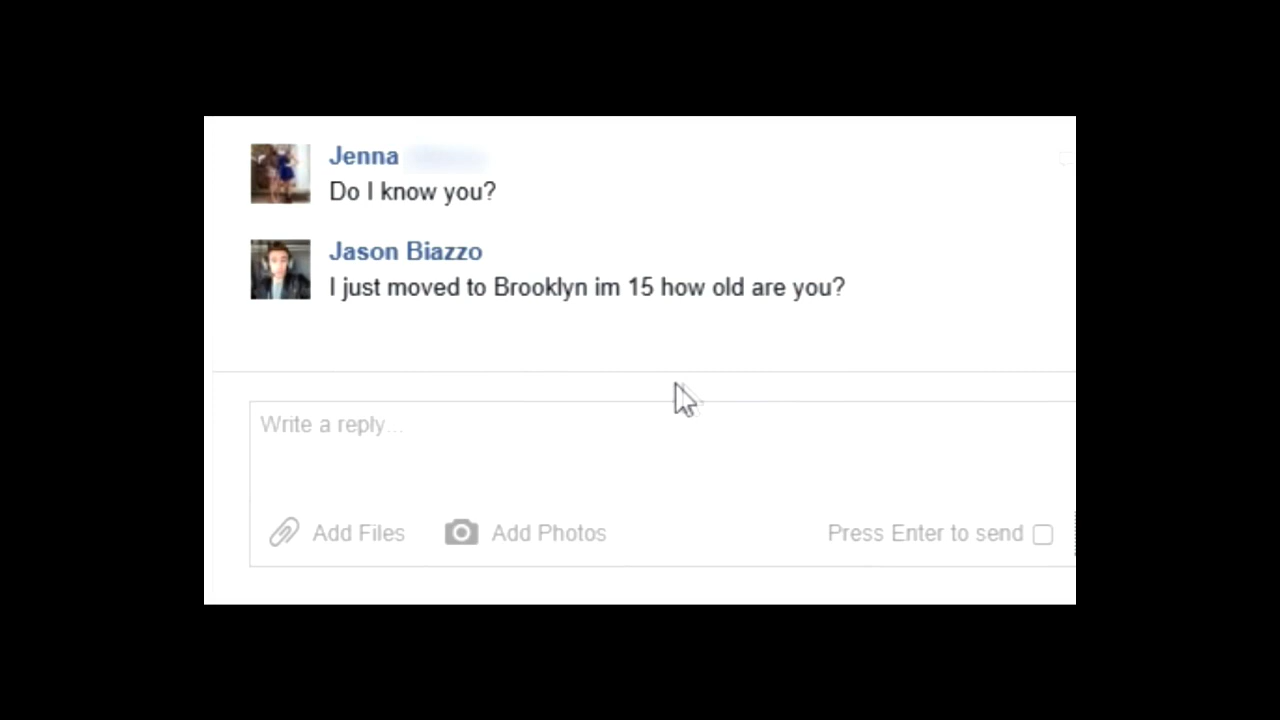 Jenna
Do I know you?
Jason Biazzo
I just moved to Brooklyn im 15 how old are you?
Write a reply...
Add Files
Add Photos
Press Enter to send